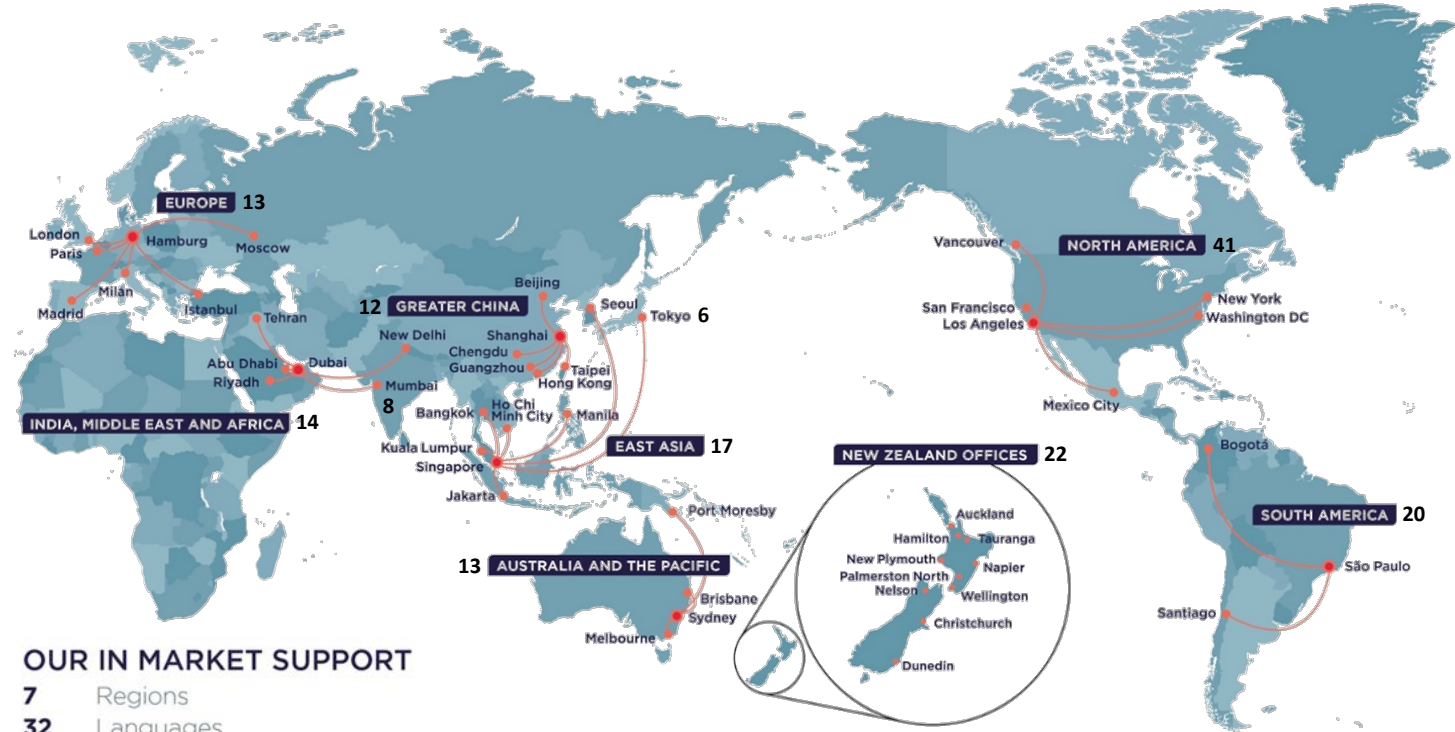 EUROPE 13
London
Paris
Hamburg
Moscow
Milan
Madrid
Istanbul
12 GREATER CHINA
Beijing
Seoul
Tokyo 6
Shanghai
Chengdu
Guangzhou
Taipei
Hong Kong
Tehran
New Delhi
Abu Dhabi
Dubai
Riyadh
Mumbai
8
INDIA, MIDDLE EAST AND AFRICA 14
Bangkok
Ho Chi
Minh City
Manila
EAST ASIA 17
Kuala Lumpur
Singapore
Jakarta
Port Moresby
13 AUSTRALIA AND THE PACIFIC
Brisbane
Sydney
Melbourne
NEW ZEALAND OFFICES 22
Auckland
Hamilton
Tauranga
New Plymouth
Napier
Palmerston North
Nelson
Wellington
Christchurch
Dunedin
NORTH AMERICA 41
Vancouver
San Francisco
Los Angeles
New York
Washington DC
Mexico City
Bogotá
SOUTH AMERICA 20
São Paulo
Santiago
OUR IN MARKET SUPPORT
7 Regions
32 Languages